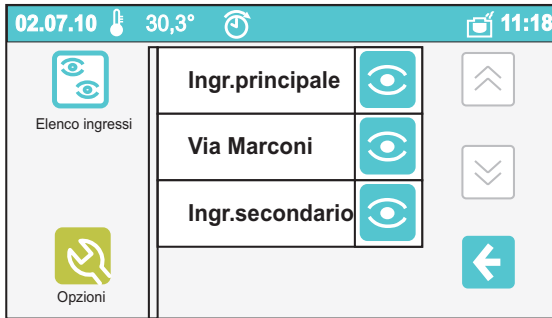 02.07.10 30,3° 11:18
Elenco ingressi
Ingr.principale
Via Marconi
Ingr.secondario
Opzioni